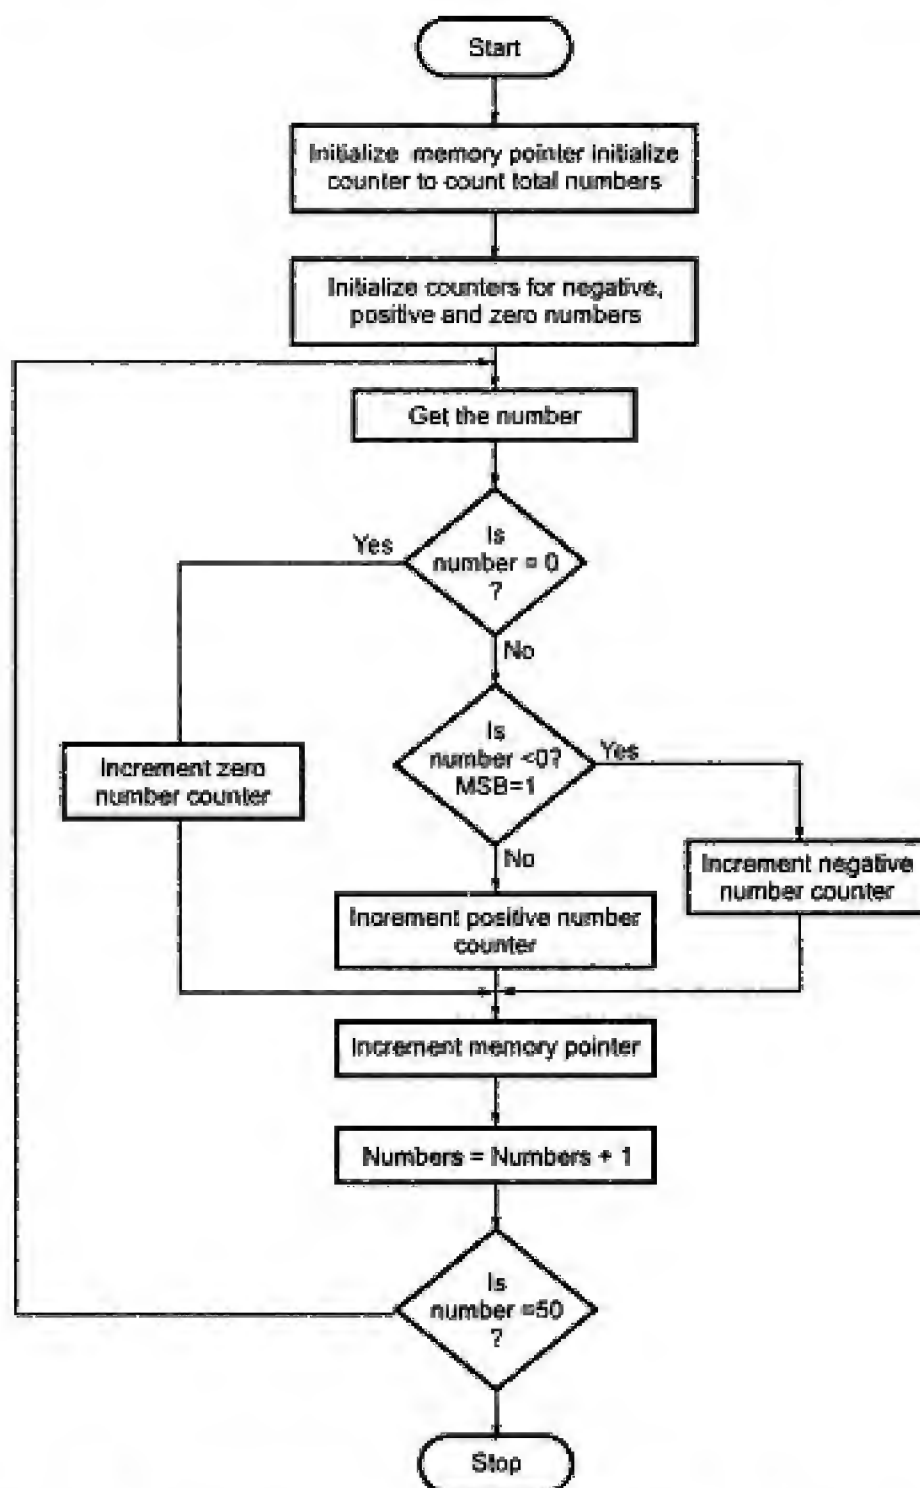 Start
Initialize memory pointer initialize
counter to count total numbers
Initialize counters for negative,
positive and zero numbers
Get the number
Is
number = 0
?
Yes
No
Increment zero
number counter
Is
number <0?
MSB=1
Yes
No
Increment negative
number counter
Increment positive number
counter
Increment memory pointer
Numbers = Numbers + 1
Is
number =50
?
Stop